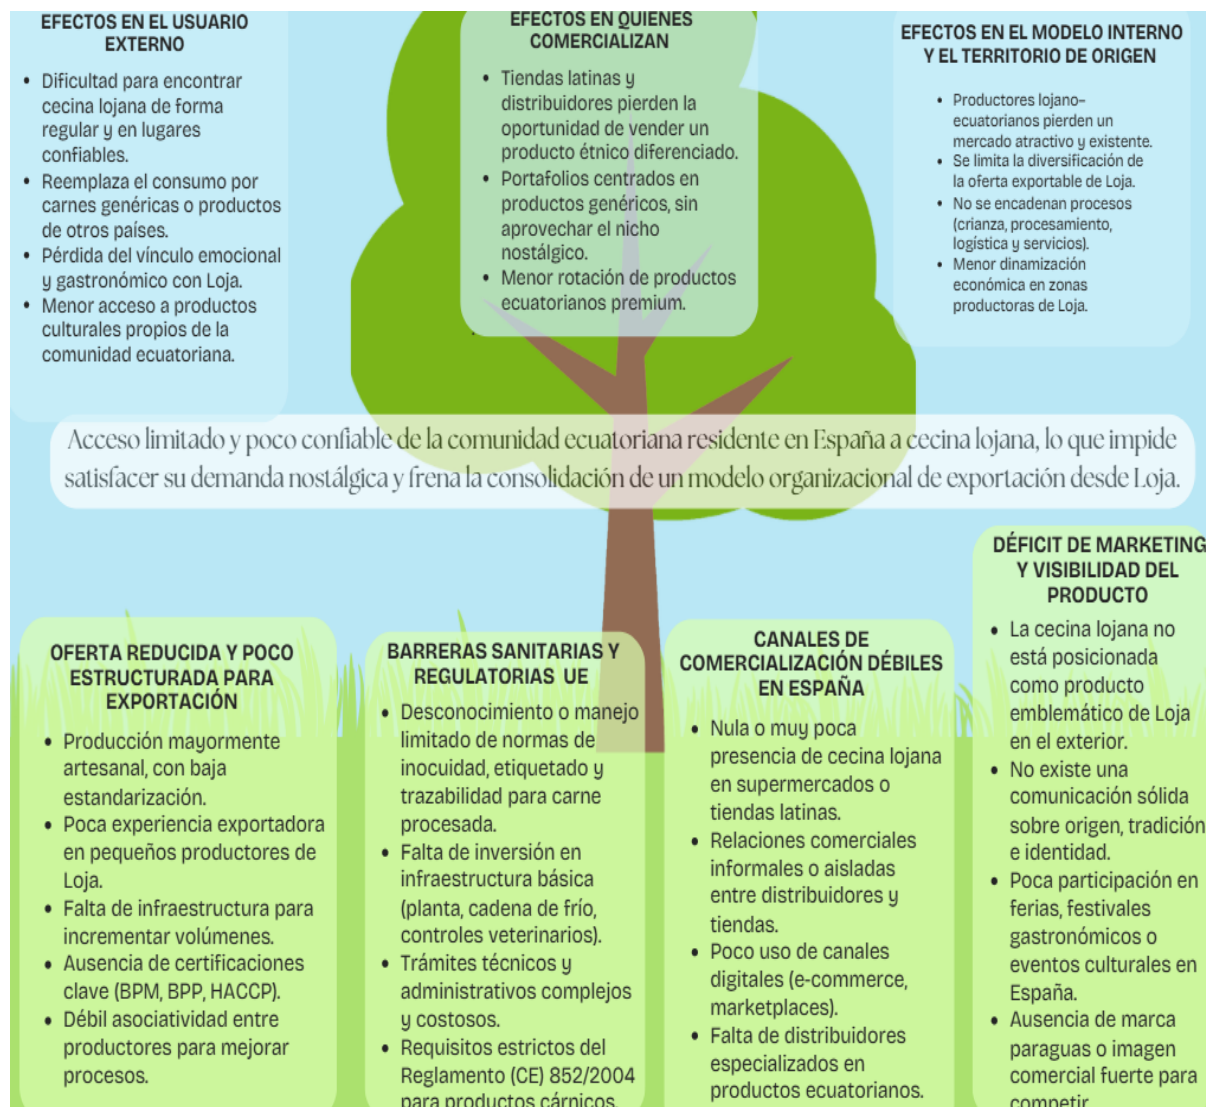 EFECTOS EN EL USUARIO
EXTERNO
• Dificultad para encontrar
cecina lojana de forma
regular y en lugares
confiables.
• Reemplaza el consumo por
carnes genéricas o productos
de otros países.
• Pérdida del vínculo emocional
y gastronómico con Loja.
• Menor acceso a productos
culturales propios de la
comunidad ecuatoriana.
EFECTOS EN QUIENES
COMERCIALIZAN
• Tiendas latinas y
distribuidores pierden la
oportunidad de vender un
producto étnico diferenciado.
• Portafolios centrados en
productos genéricos, sin
aprovechar el nicho
nostálgico.
• Menor rotación de productos
ecuatorianos premium.
.
EFECTOS EN EL MODELO INTERNO
Y EL TERRITORIO DE ORIGEN
• Productores lojano-
ecuatorianos pierden un
mercado atractivo y existente.
• Se limita la diversificación de
la oferta exportable de Loja.
• No se encadenan procesos
(crianza, procesamiento,
logística y servicios).
• Menor dinamización
económica en zonas
productoras de Loja.
Acceso limitado y poco confiable de la comunidad ecuatoriana residente en España a cecina lojana, lo que impide
satisfacer su demanda nostálgica y frena la consolidación de un modelo organizacional de exportación desde Loja.
OFERTA REDUCIDA Y POCO
ESTRUCTURADA PARA
EXPORTACIÓN
• Producción mayormente
artesanal, con baja
estandarización.
• Poca experiencia exportadora
en pequeños productores de
Loja.
• Falta de infraestructura para
incrementar volúmenes.
• Ausencia de certificaciones
clave (BPM, BPP, HACCP).
• Débil asociatividad entre
productores para mejorar
procesos.
BARRERAS SANITARIAS Y
REGULATORIAS UE
• Desconocimiento o manejo
limitado de normas de
inocuidad, etiquetado y
trazabilidad para carne
procesada.
• Falta de inversión en
infraestructura básica
(planta, cadena de frío,
controles veterinarios).
• Trámites técnicos y
administrativos complejos
y costosos.
• Requisitos estrictos del
Reglamento (CE) 852/2004
para productos cárnicos.
CANALES DE
COMERCIALIZACIÓN DÉBILES
EN ESPAÑA
• Nula o muy poca
presencia de cecina lojana
en supermercados o
tiendas latinas.
• Relaciones comerciales
informales o aisladas
entre distribuidores y
tiendas.
• Poco uso de canales
digitales (e-commerce,
marketplaces).
• Falta de distribuidores
especializados en
productos ecuatorianos.
DÉFICIT DE MARKETING
Y VISIBILIDAD DEL
PRODUCTO
• La cecina lojana no
está posicionada
como producto
emblemático de Loja
en el exterior.
• No existe una
comunicación sólida
sobre origen, tradición
e identidad.
• Poca participación en
ferias, festivales
gastronómicos o
eventos culturales en
España.
• Ausencia de marca
paraguas o imagen
comercial fuerte para
competir.